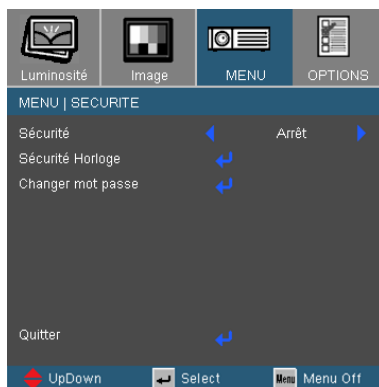 Luminosité Image MENU OPTIONS
MENU | SECURITE
Sécurité Arrêt
Sécurité Horloge
Changer mot passe
Quitter
UpDown Select Menu Menu Off